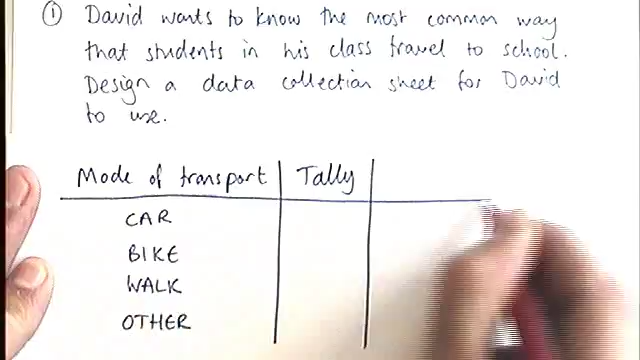 ① David wants to know the most common way
that students in his class travel to school.
Design a data collection sheet for David
to use.
Mode of transport Tally
CAR
BIKE
WALK
OTHER